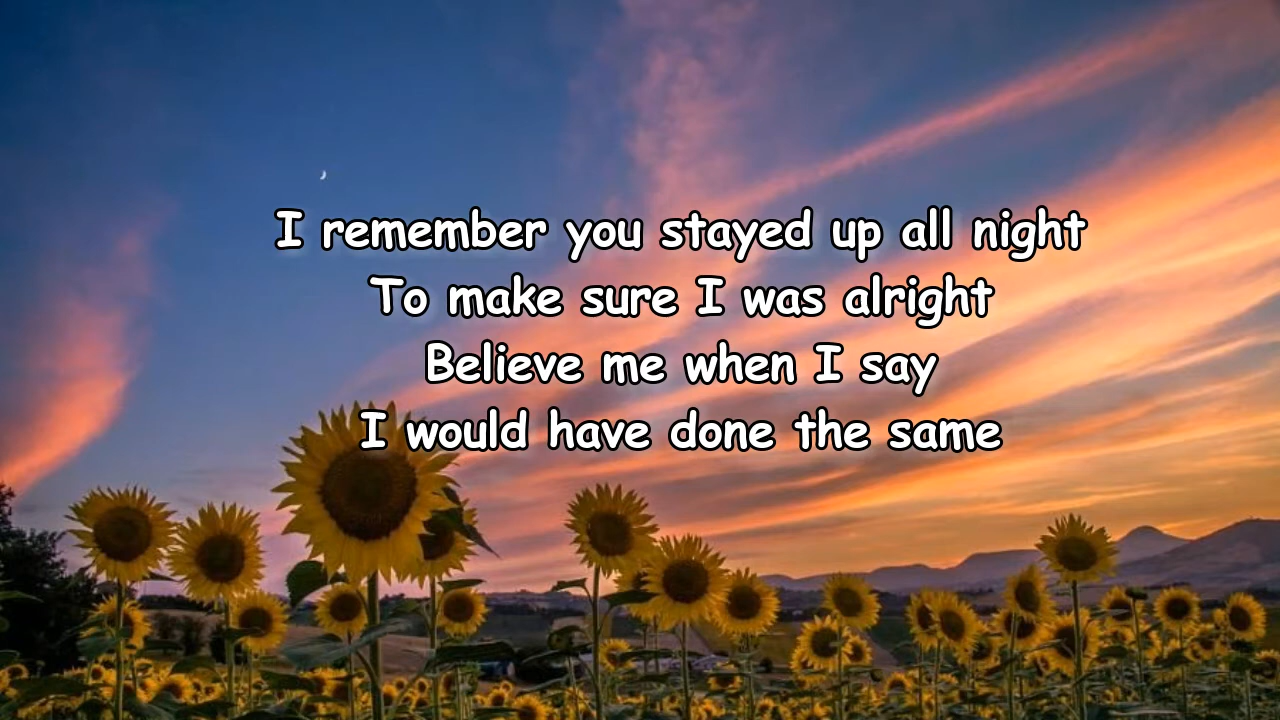 I remember you stayed up all night
To make sure I was alright
Believe me when I say
I would have done the same